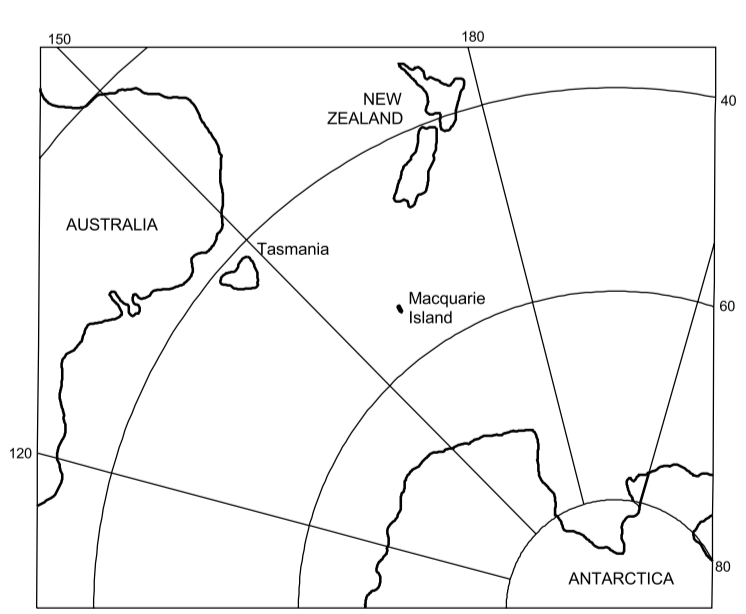 150
180
NEW
ZEALAND
40
AUSTRALIA
Tasmania
Macquarie
Island
60
120
80
ANTARCTICA